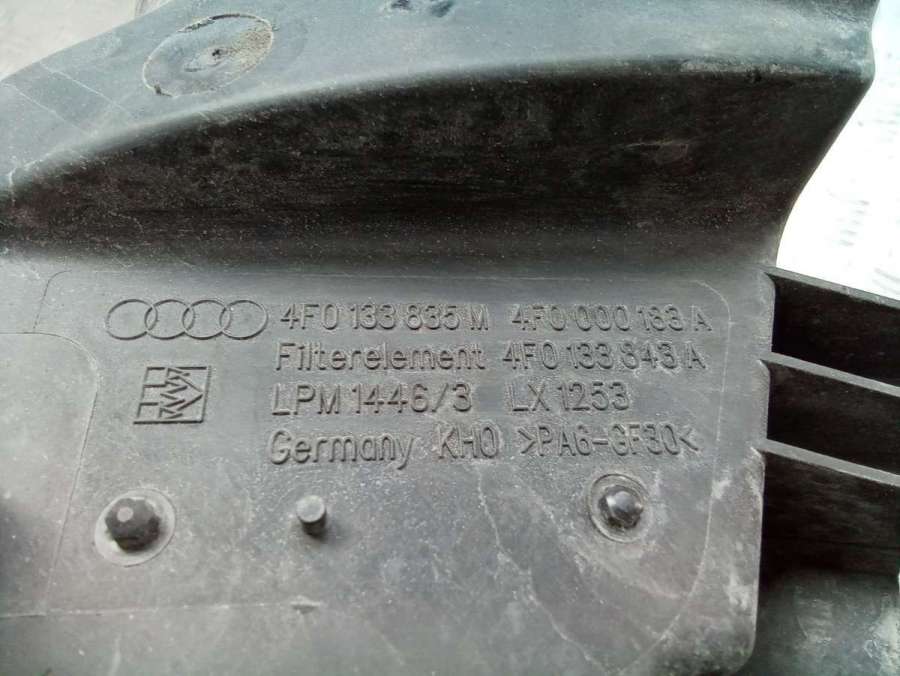 4F0 133 835 M 4F0 000 183 A
Filterelement 4F0 133 843 A
LPM 1446/3 LX 1253
Germany KHO >PA6-GF30<